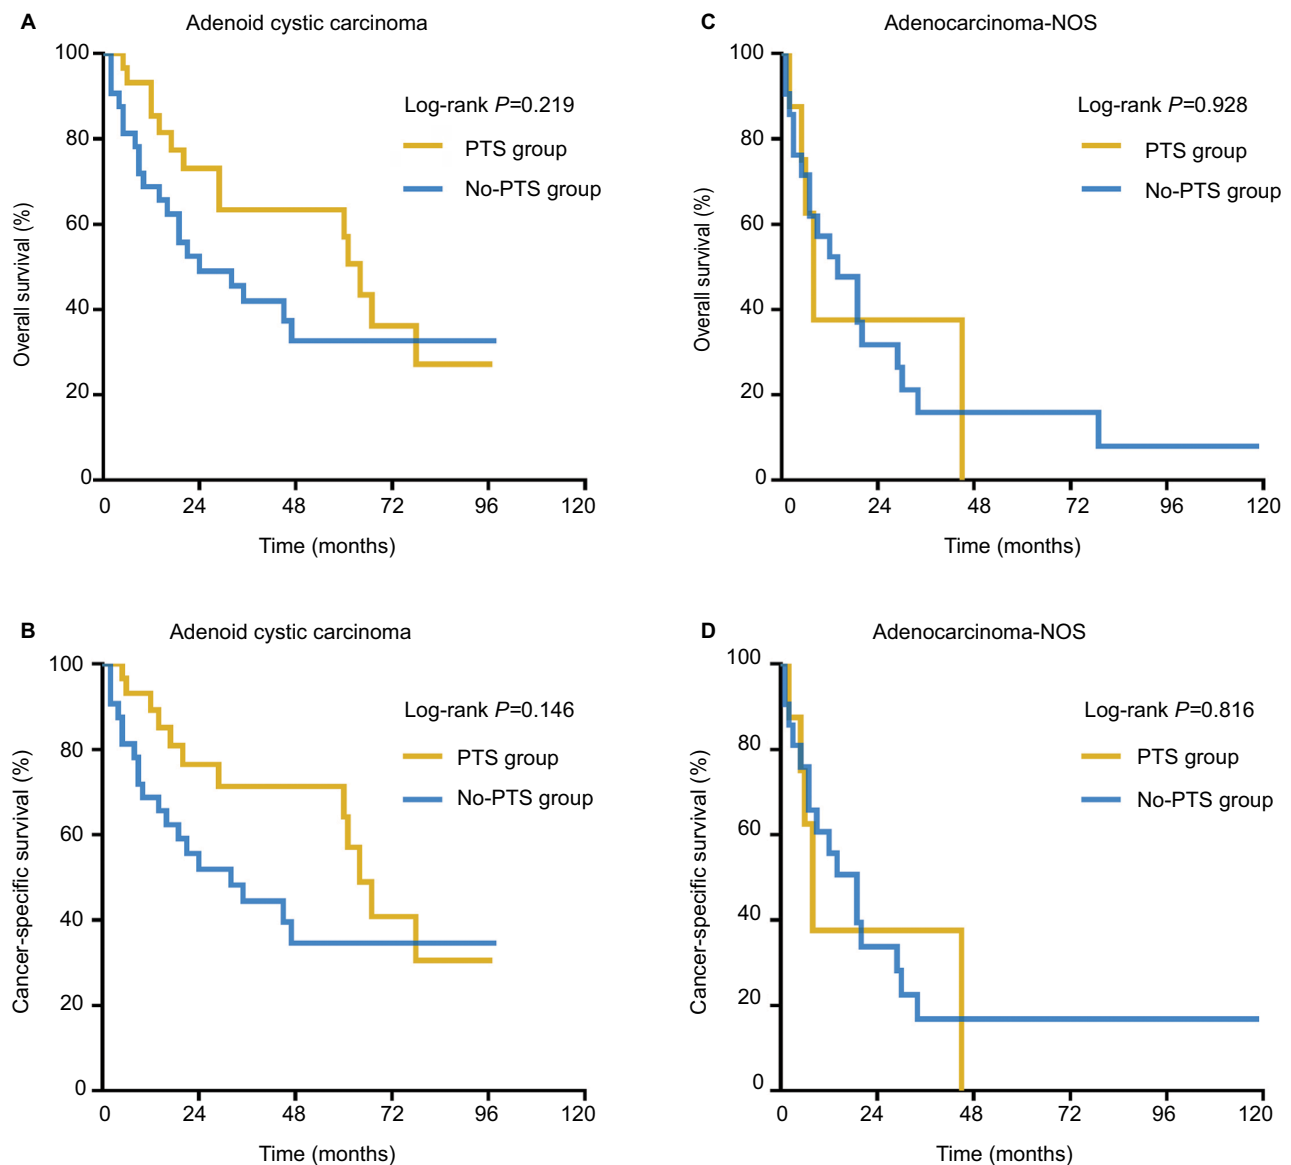 A
Adenoid cystic carcinoma
100
80
60
40
20
0
Overall survival (%)
Log-rank P=0.219
PTS group
No-PTS group
0 24 48 72 96 120
Time (months)
C
Adenocarcinoma-NOS
100
80
60
40
20
0
Overall survival (%)
Log-rank P=0.928
PTS group
No-PTS group
0 24 48 72 96 120
Time (months)
B
Adenoid cystic carcinoma
100
80
60
40
20
0
Cancer-specific survival (%)
Log-rank P=0.146
PTS group
No-PTS group
0 24 48 72 96 120
Time (months)
D
Adenocarcinoma-NOS
100
80
60
40
20
0
Cancer-specific survival (%)
Log-rank P=0.816
PTS group
No-PTS group
0 24 48 72 96 120
Time (months)